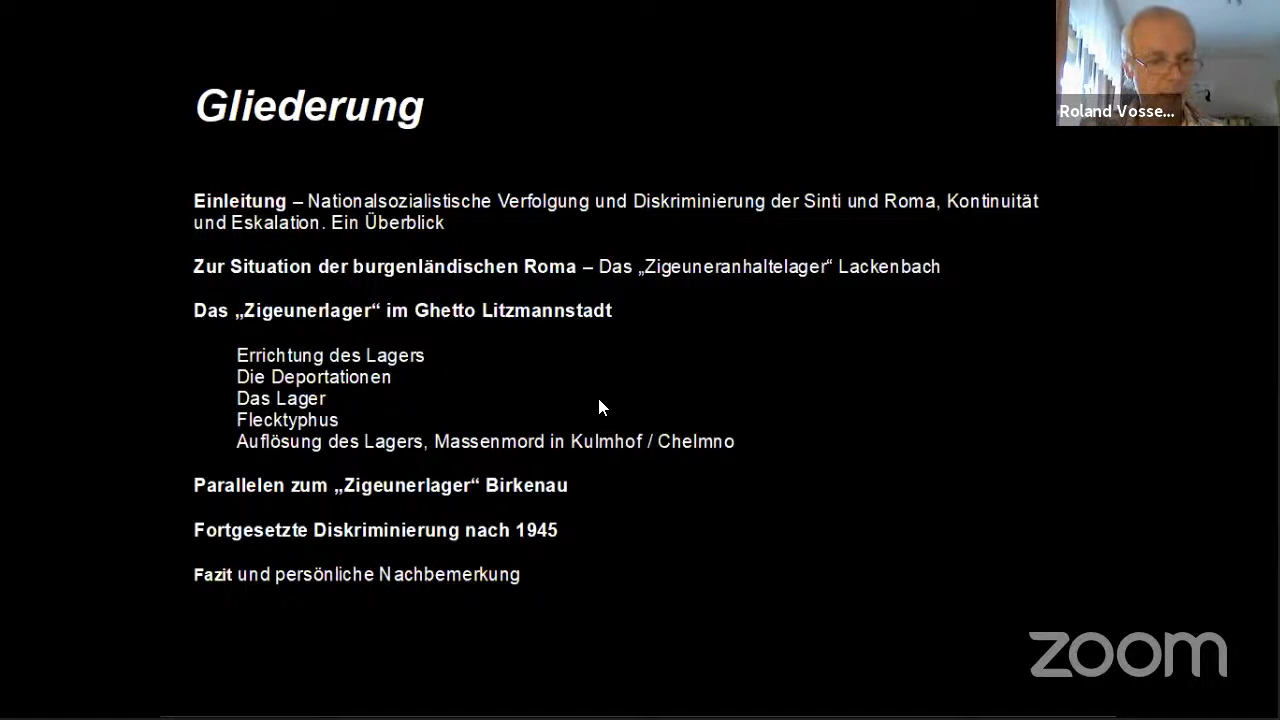 Gliederung
Roland Vosse...
Einleitung – Nationalsozialistische Verfolgung und Diskriminierung der Sinti und Roma, Kontinuität
und Eskalation. Ein Überblick
Zur Situation der burgenländischen Roma – Das „Zigeuneranhaltelager“ Lackenbach
Das „Zigeunerlager“ im Ghetto Litzmannstadt
Errichtung des Lagers
Die Deportationen
Das Lager
Flecktyphus
Auflösung des Lagers, Massenmord in Kulmhof / Chelmno
Parallelen zum „Zigeunerlager“ Birkenau
Fortgesetzte Diskriminierung nach 1945
Fazit und persönliche Nachbemerkung
zoom